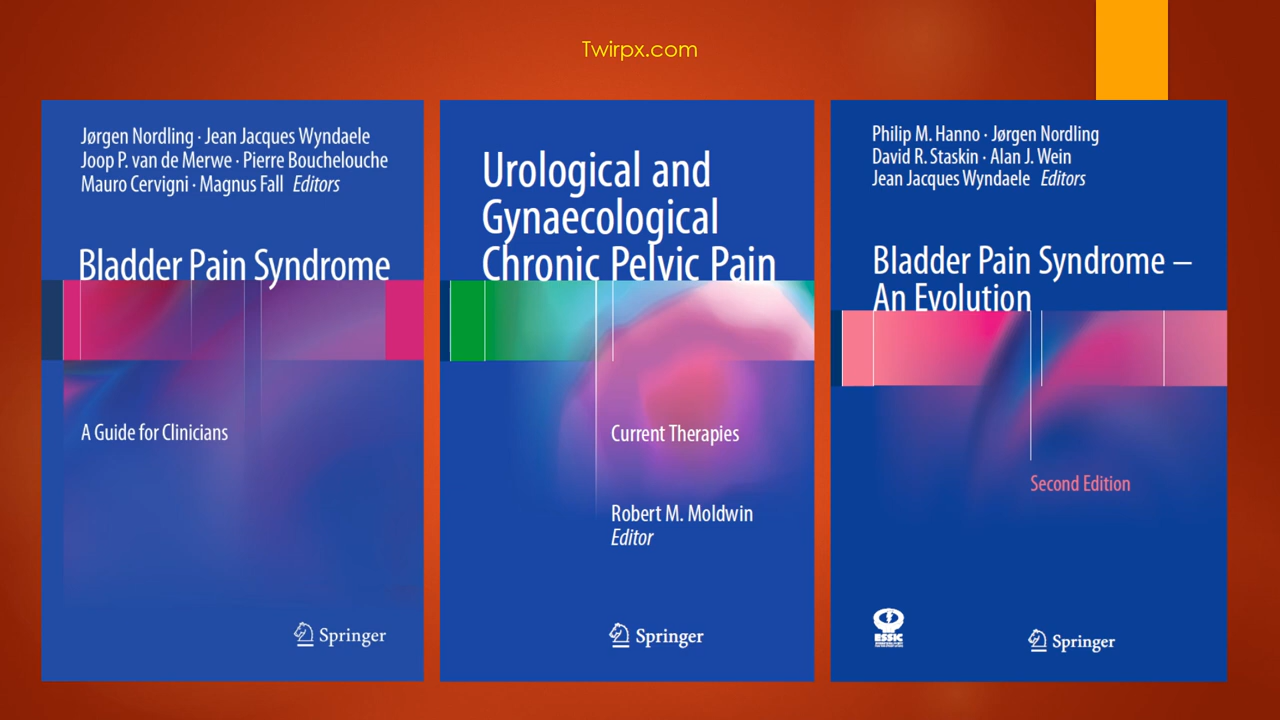 Twirpx.com
Jørgen Nordling · Jean Jacques Wyndaele
Joop P. van de Merwe · Pierre Bouchelouche
Mauro Cervigni · Magnus Fall Editors
Bladder Pain Syndrome
A Guide for Clinicians
Springer
Urological and
Gynaecological
Chronic Pelvic Pain
Current Therapies
Robert M. Moldwin
Editor
Springer
Philip M. Hanno · Jørgen Nordling
David R. Staskin · Alan J. Wein
Jean Jacques Wyndaele Editors
Bladder Pain Syndrome –
An Evolution
Second Edition
ESSIC
Springer